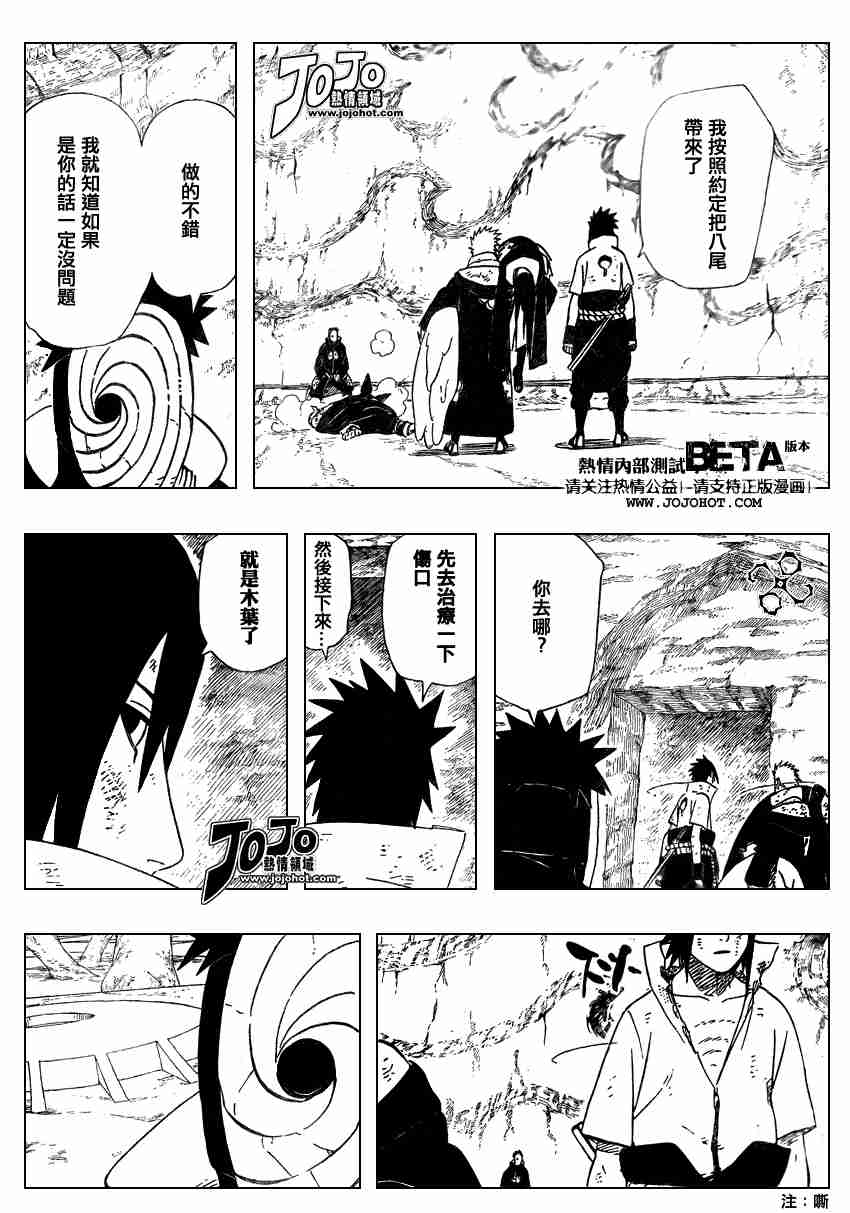 我按照約定把八尾
帶來了
JOJO
熱情領域
www.jojohot.com
做的不錯
我就知道如果
是你的話一定沒問題
熱情內部測試
BETA版本
请关注热情公益 请支持正版漫画
WWW.JOJOHOT.COM
你去哪？
先去治療一下
傷口
然後接下來…
就是木葉了
JOJO
熱情領域
www.jojohot.com
注：嘶